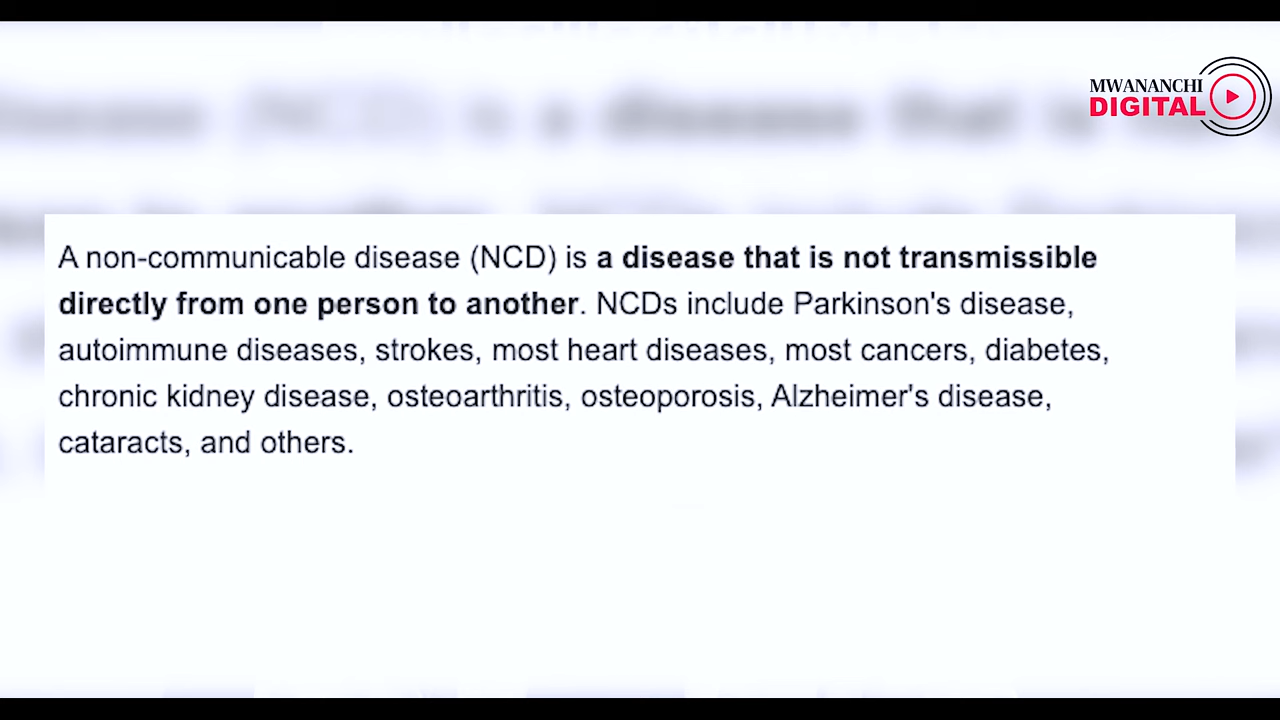 MWANANCHI
DIGITAL
A non-communicable disease (NCD) is a disease that is not transmissible
directly from one person to another. NCDs include Parkinson's disease,
autoimmune diseases, strokes, most heart diseases, most cancers, diabetes,
chronic kidney disease, osteoarthritis, osteoporosis, Alzheimer's disease,
cataracts, and others.